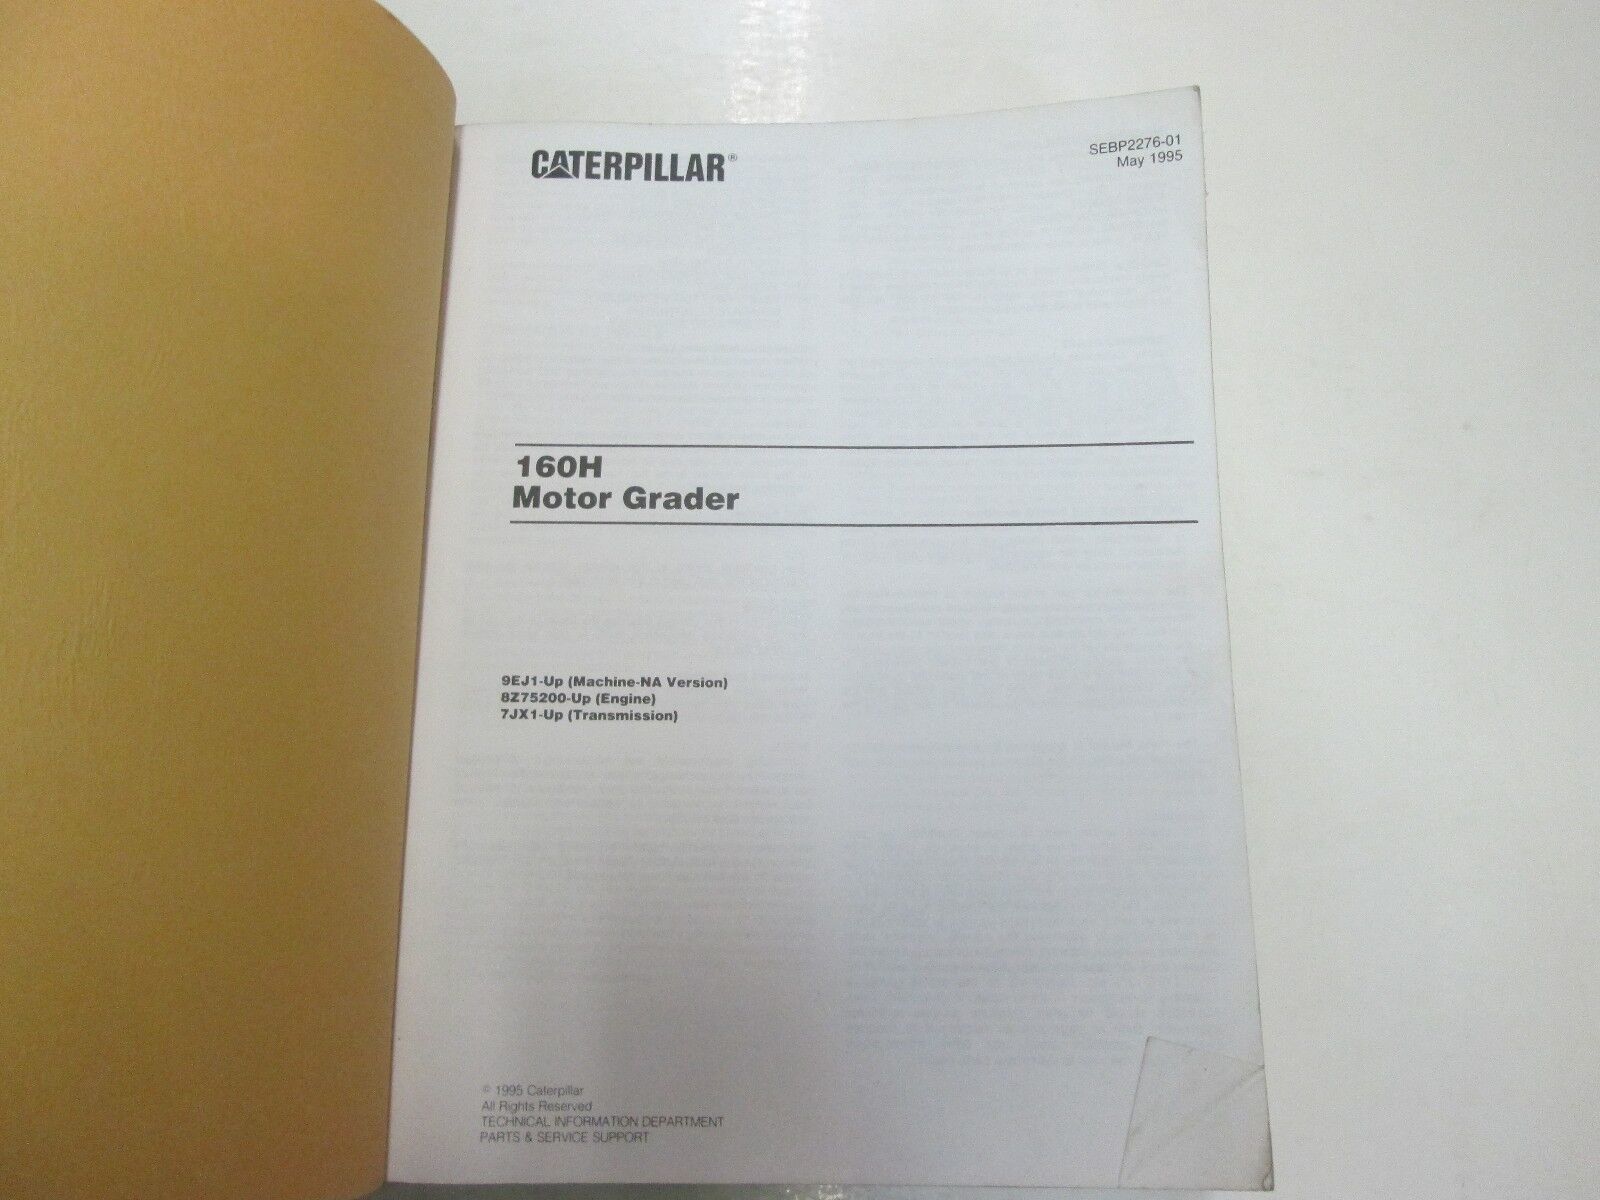 CATERPILLAR®
SEBP2276-01
May 1995
160H
Motor Grader
9EJ1-Up (Machine-NA Version)
8Z75200-Up (Engine)
7JX1-Up (Transmission)
© 1995 Caterpillar
All Rights Reserved
TECHNICAL INFORMATION DEPARTMENT
PARTS & SERVICE SUPPORT